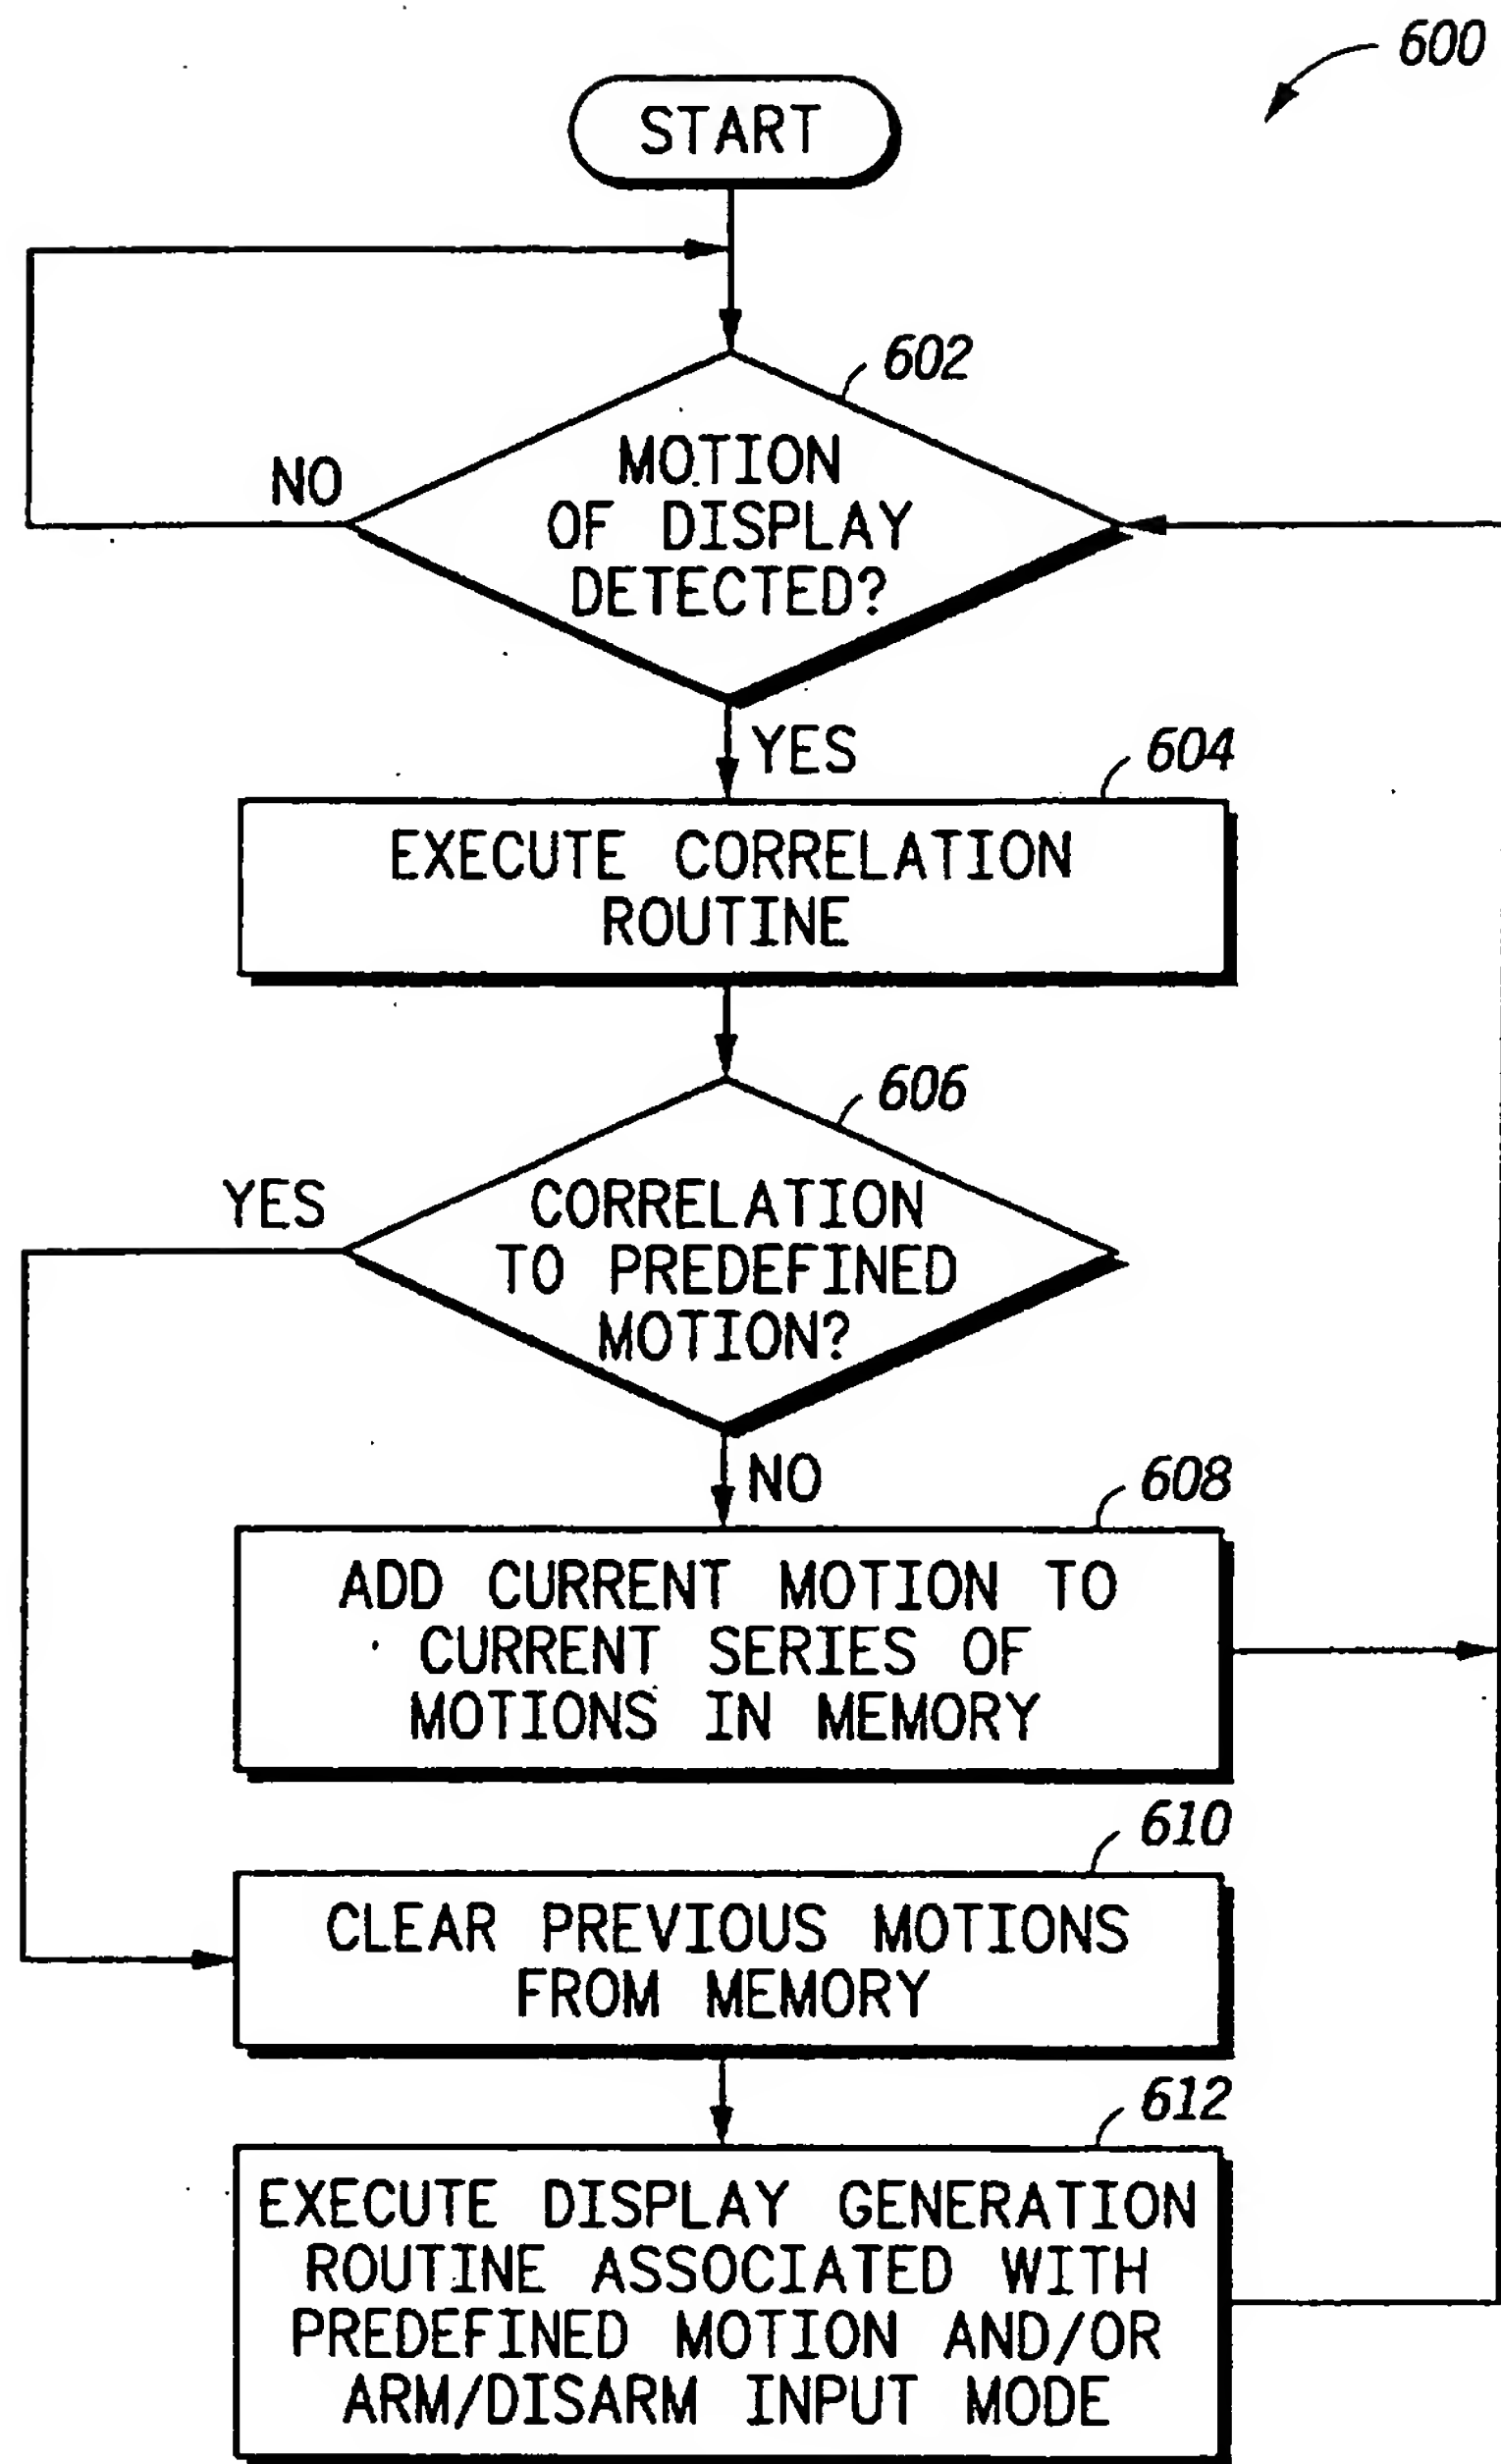 600
START
602
MOTION
OF DISPLAY
DETECTED?
NO
YES
604
EXECUTE CORRELATION
ROUTINE
606
CORRELATION
TO PREDEFINED
MOTION?
YES
NO
608
ADD CURRENT MOTION TO
CURRENT SERIES OF
MOTIONS IN MEMORY
610
CLEAR PREVIOUS MOTIONS
FROM MEMORY
612
EXECUTE DISPLAY GENERATION
ROUTINE ASSOCIATED WITH
PREDEFINED MOTION AND/OR
ARM/DISARM INPUT MODE